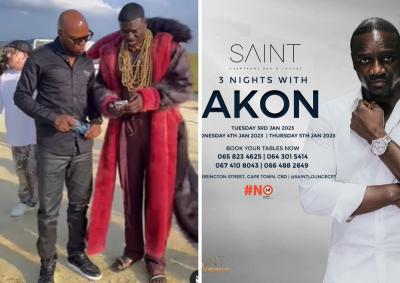 SAINT
CHAMPAGNE BAR & LOUNGE
3 NIGHTS WITH
AKON
TUESDAY 3RD JAN 2023
DNESDAY 4TH JAN 2023 | THURSDAY 5TH JAN 2023
BOOK YOUR TABLES NOW
065 823 4625 | 064 301 5414
067 410 8043 | 066 488 2649
RRINGTON STREET, CAPE TOWN, CBD | @SAINTLOUNGECPT
#NO
SAINT